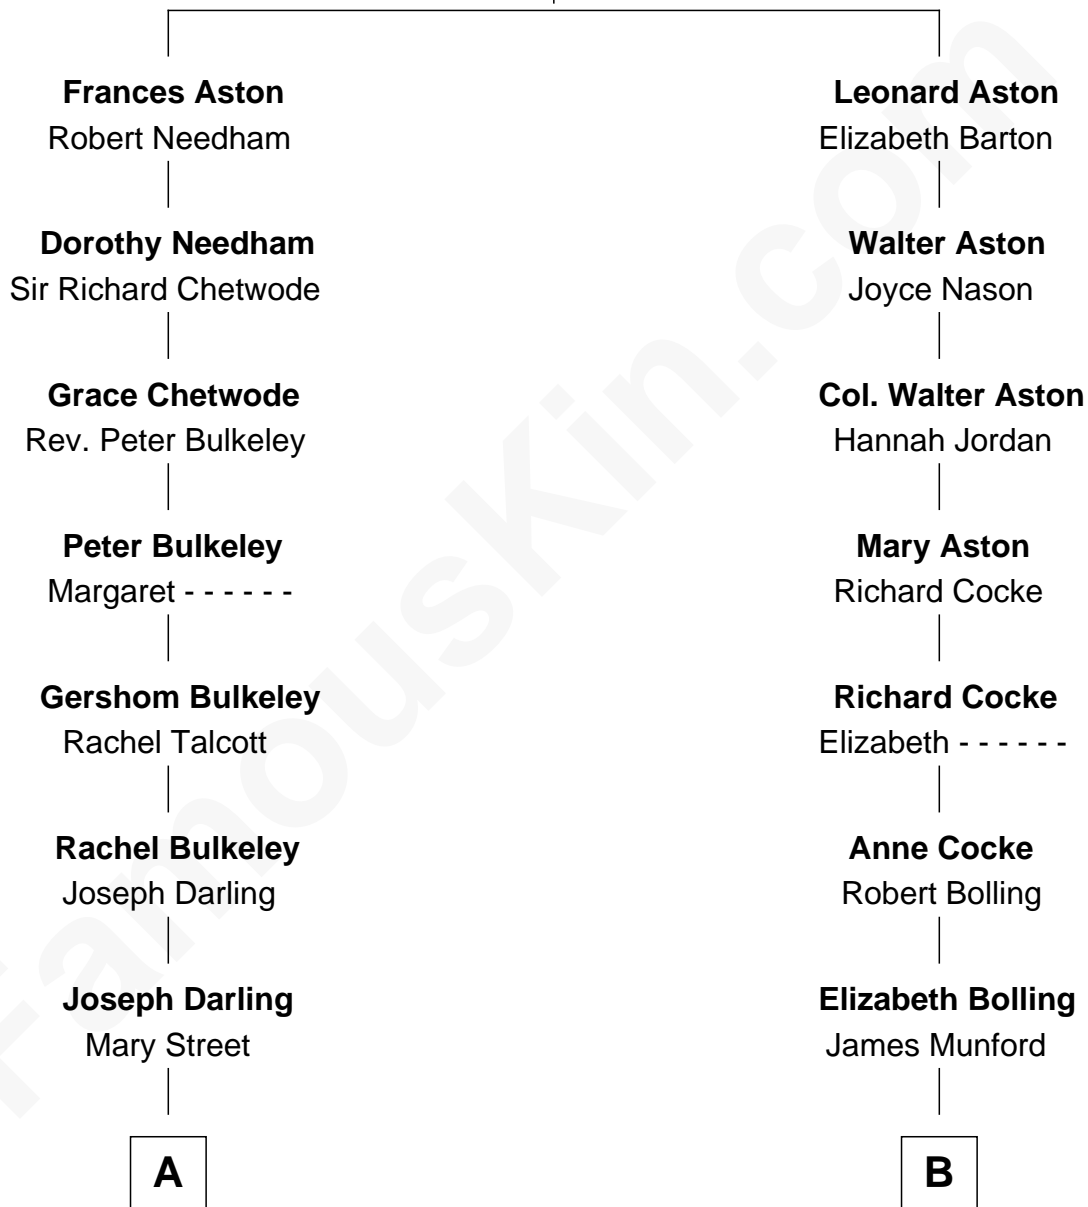 Frances Aston
Robert Needham
Dorothy Needham
Sir Richard Chetwode
Grace Chetwode
Rev. Peter Bulkeley
Peter Bulkeley
Margaret - - - - - -
Gershom Bulkeley
Rachel Talcott
Rachel Bulkeley
Joseph Darling
Joseph Darling
Mary Street
A
Leonard Aston
Elizabeth Barton
Walter Aston
Joyce Nason
Col. Walter Aston
Hannah Jordan
Mary Aston
Richard Cocke
Richard Cocke
Elizabeth - - - - - -
Anne Cocke
Robert Bolling
Elizabeth Bolling
James Munford
B
FamousKin.com